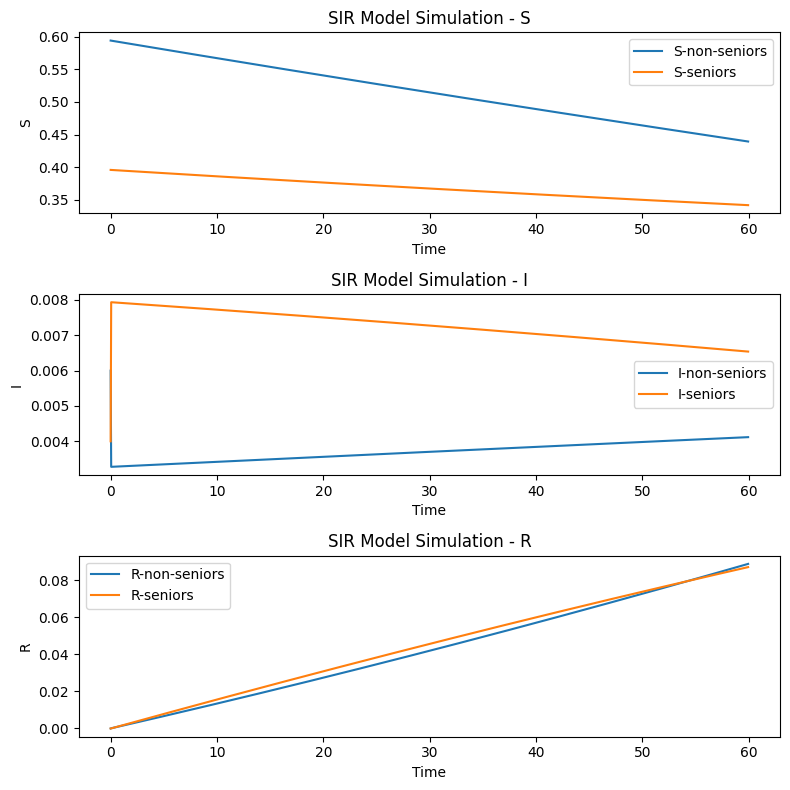 SIR Model Simulation - S
0.60
0.55
0.50
0.45
0.40
0.35
S
S-non-seniors
S-seniors
0 10 20 30 40 50 60
Time
SIR Model Simulation - I
0.008
0.007
0.006
0.005
0.004
I
I-non-seniors
I-seniors
0 10 20 30 40 50 60
Time
SIR Model Simulation - R
R-non-seniors
R-seniors
0.08
0.06
0.04
0.02
0.00
R
0 10 20 30 40 50 60
Time